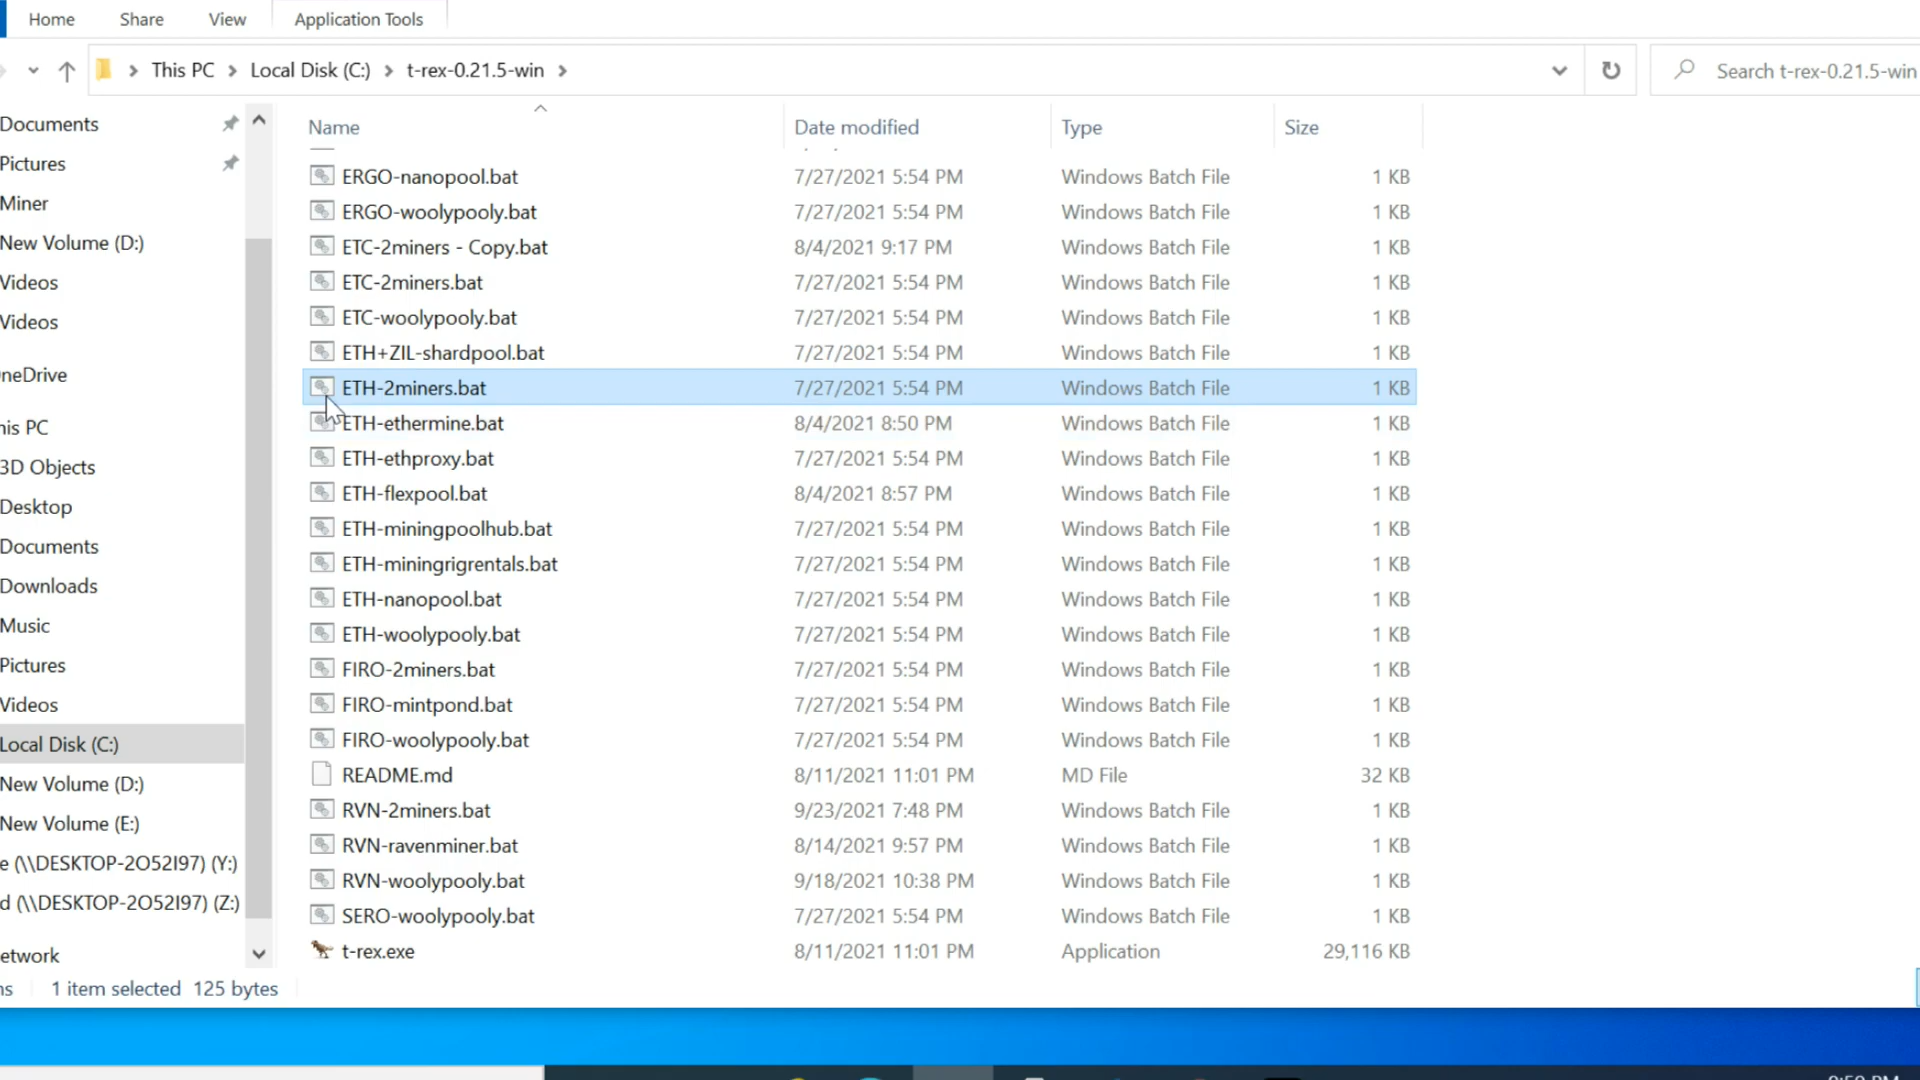 Home Share View Application Tools
This PC Local Disk (C:) t-rex-0.21.5-win Search t-rex-0.21.5-win
Documents
Pictures
Miner
New Volume (D:)
Videos
Videos
neDrive
his PC
3D Objects
Desktop
Documents
Downloads
Music
Pictures
Videos
Local Disk (C:)
New Volume (D:)
New Volume (E:)
e (\\DESKTOP-2O52I97) (Y:)
d (\\DESKTOP-2O52I97) (Z:)
etwork
Name Date modified Type Size
ERGO-nanopool.bat 7/27/2021 5:54 PM Windows Batch File 1 KB
ERGO-woolypooly.bat 7/27/2021 5:54 PM Windows Batch File 1 KB
ETC-2miners - Copy.bat 8/4/2021 9:17 PM Windows Batch File 1 KB
ETC-2miners.bat 7/27/2021 5:54 PM Windows Batch File 1 KB
ETC-woolypooly.bat 7/27/2021 5:54 PM Windows Batch File 1 KB
ETH+ZIL-shardpool.bat 7/27/2021 5:54 PM Windows Batch File 1 KB
ETH-2miners.bat 7/27/2021 5:54 PM Windows Batch File 1 KB
ETH-ethermine.bat 8/4/2021 8:50 PM Windows Batch File 1 KB
ETH-ethproxy.bat 7/27/2021 5:54 PM Windows Batch File 1 KB
ETH-flexpool.bat 8/4/2021 8:57 PM Windows Batch File 1 KB
ETH-miningpoolhub.bat 7/27/2021 5:54 PM Windows Batch File 1 KB
ETH-miningrigrentals.bat 7/27/2021 5:54 PM Windows Batch File 1 KB
ETH-nanopool.bat 7/27/2021 5:54 PM Windows Batch File 1 KB
ETH-woolypooly.bat 7/27/2021 5:54 PM Windows Batch File 1 KB
FIRO-2miners.bat 7/27/2021 5:54 PM Windows Batch File 1 KB
FIRO-mintpond.bat 7/27/2021 5:54 PM Windows Batch File 1 KB
FIRO-woolypooly.bat 7/27/2021 5:54 PM Windows Batch File 1 KB
README.md 8/11/2021 11:01 PM MD File 32 KB
RVN-2miners.bat 9/23/2021 7:48 PM Windows Batch File 1 KB
RVN-ravenminer.bat 8/14/2021 9:57 PM Windows Batch File 1 KB
RVN-woolypooly.bat 9/18/2021 10:38 PM Windows Batch File 1 KB
SERO-woolypooly.bat 7/27/2021 5:54 PM Windows Batch File 1 KB
t-rex.exe 8/11/2021 11:01 PM Application 29,116 KB
ns 1 item selected 125 bytes